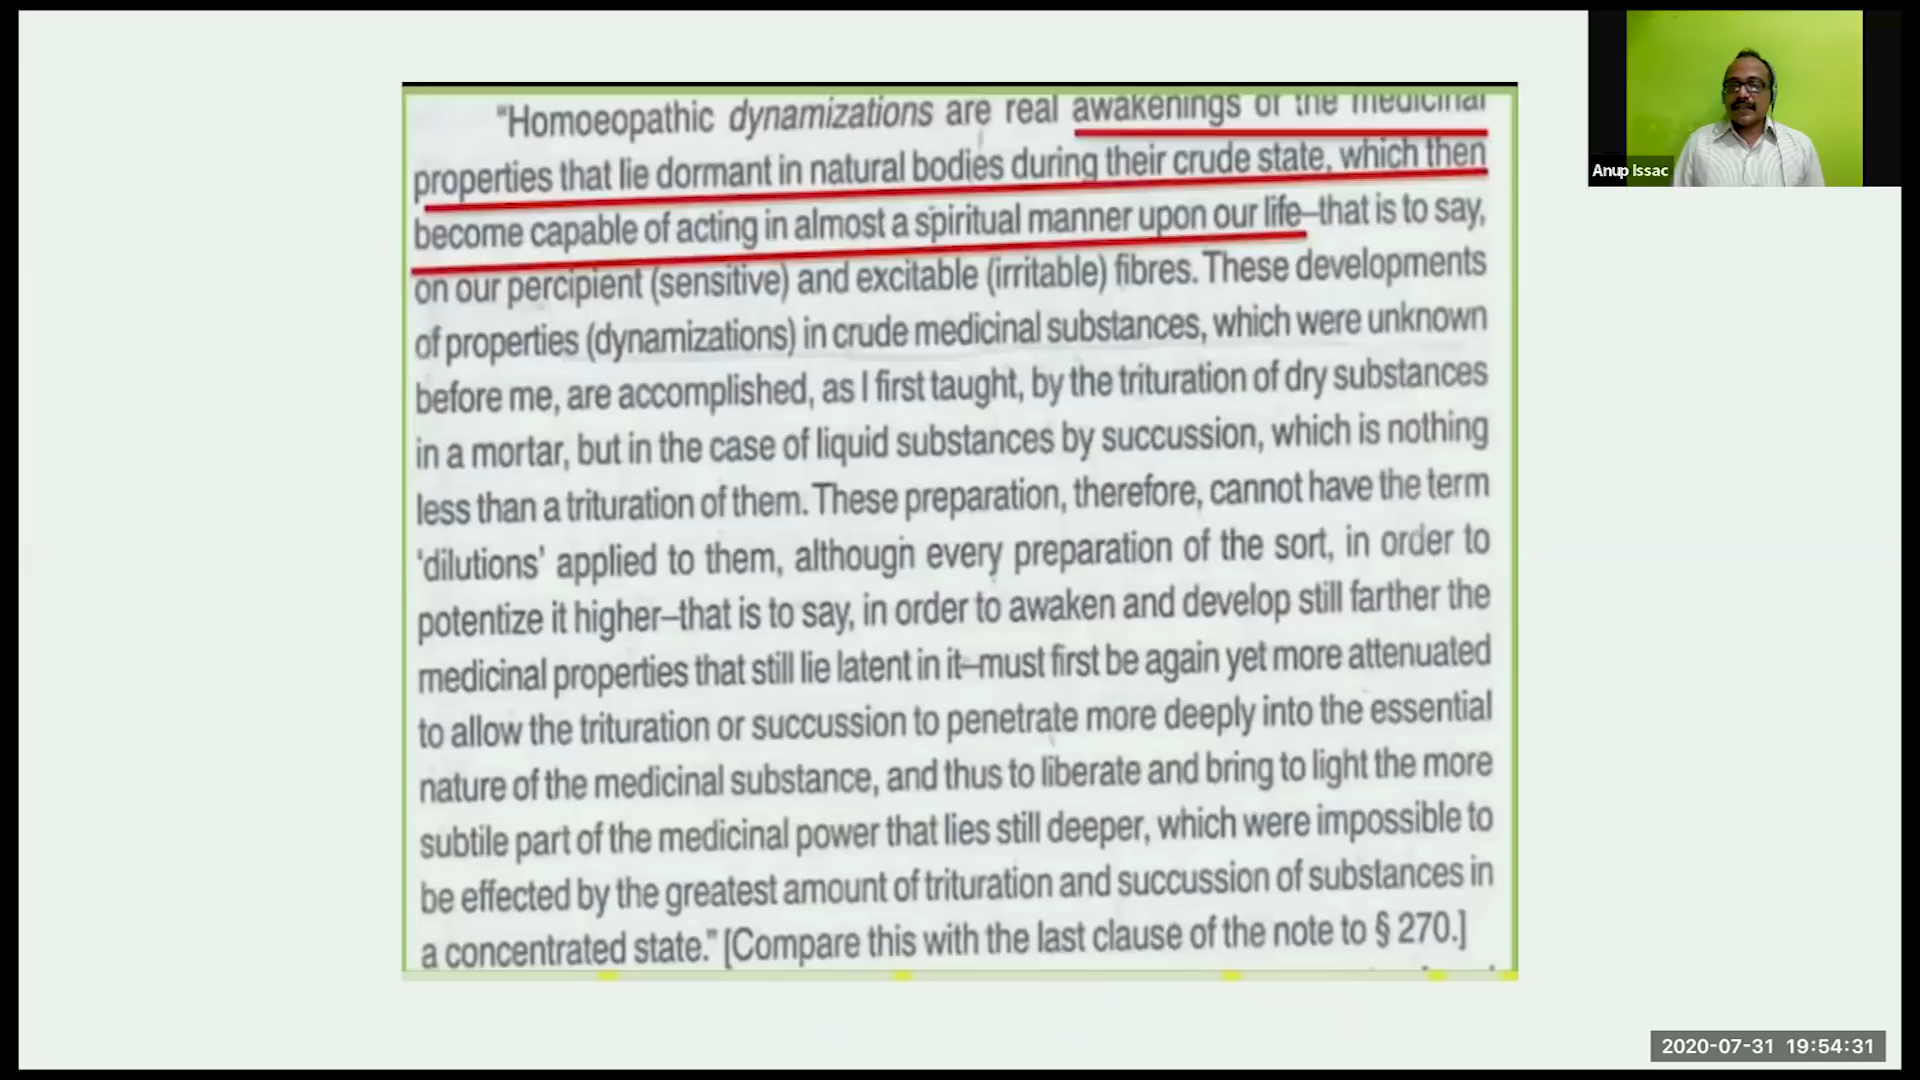 "Homoeopathic dynamizations are real awakenings of the medicinal
properties that lie dormant in natural bodies during their crude state, which then
become capable of acting in almost a spiritual manner upon our life–that is to say,
on our percipient (sensitive) and excitable (irritable) fibres. These developments
of properties (dynamizations) in crude medicinal substances, which were unknown
before me, are accomplished, as I first taught, by the trituration of dry substances
in a mortar, but in the case of liquid substances by succussion, which is nothing
less than a trituration of them. These preparation, therefore, cannot have the term
'dilutions' applied to them, although every preparation of the sort, in order to
potentize it higher–that is to say, in order to awaken and develop still farther the
medicinal properties that still lie latent in it–must first be again yet more attenuated
to allow the trituration or succussion to penetrate more deeply into the essential
nature of the medicinal substance, and thus to liberate and bring to light the more
subtile part of the medicinal power that lies still deeper, which were impossible to
be effected by the greatest amount of trituration and succussion of substances in
a concentrated state." [Compare this with the last clause of the note to § 270.]
Anup Issac
2020-07-31 19:54:31